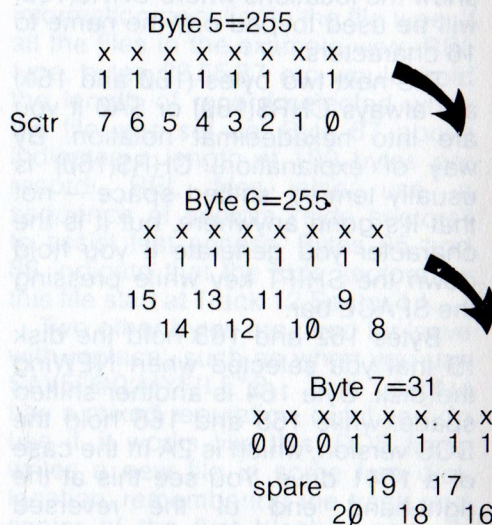 Byte 5=255
x x x x x x x x
1 1 1 1 1 1 1 1
Sctr 7 6 5 4 3 2 1 0
Byte 6=255
x x x x x x x x
1 1 1 1 1 1 1 1
15 13 11 9
14 12 10 8
Byte 7=31
x x x x x x x x
0 0 0 1 1 1 1 1
spare 19 17
20 18 16